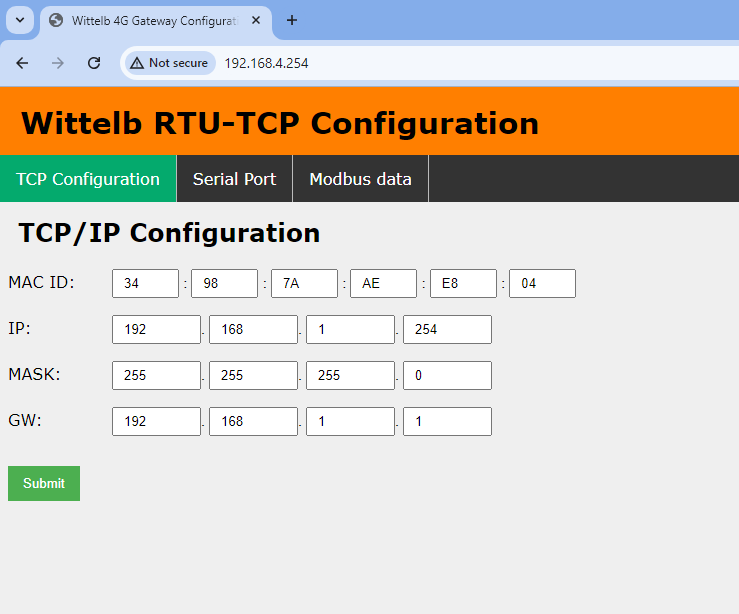 Wittelb 4G Gateway Configurat
Not secure 192.168.4.254
Wittelb RTU-TCP Configuration
TCP Configuration Serial Port Modbus data
TCP/IP Configuration
MAC ID: 34 : 98 : 7A : AE : E8 : 04
IP: 192 . 168 . 1 . 254
MASK: 255 . 255 . 255 . 0
GW: 192 . 168 . 1 . 1
Submit